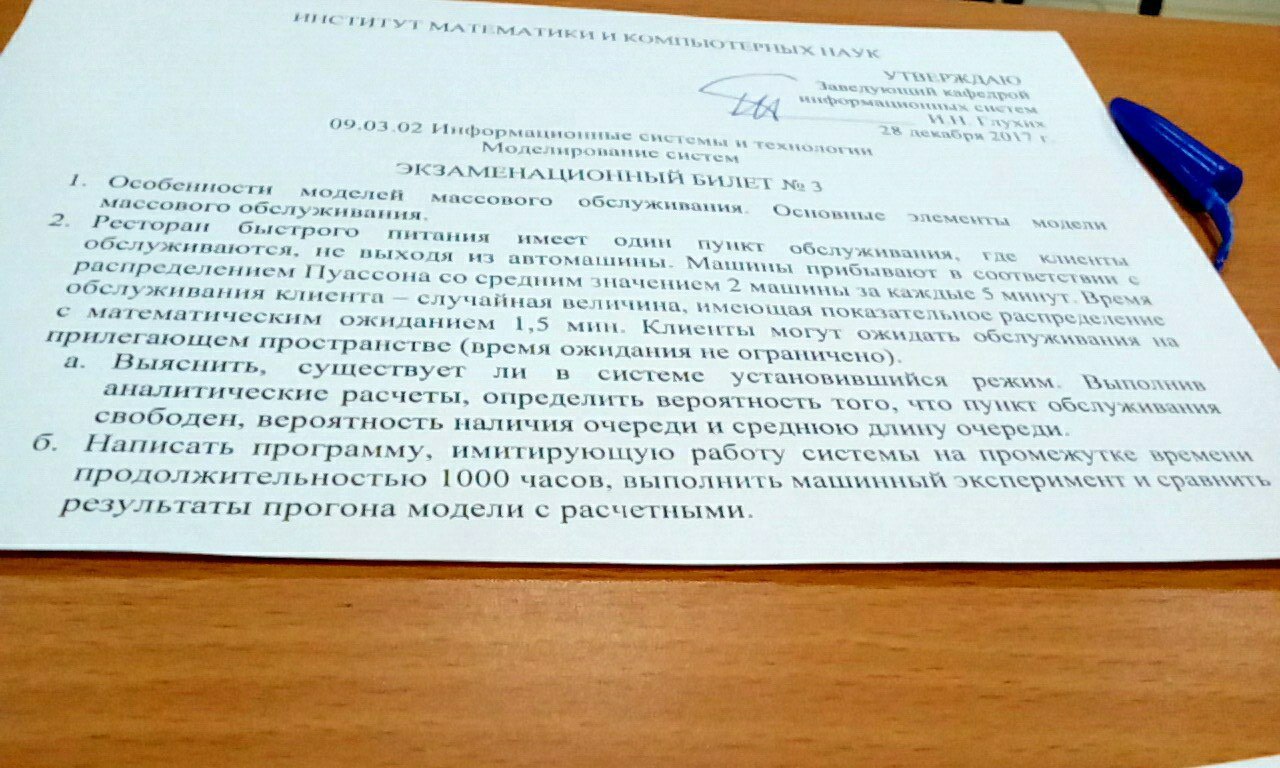 ИНСТИТУТ МАТЕМАТИКИ И КОМПЬЮТЕРНЫХ НАУК
УТВЕРЖДАЮ
Заведующий кафедрой
информационных систем
И.Н. Глухих
28 декабря 2017 г.
09.03.02 Информационные системы и технологии
Моделирование систем
ЭКЗАМЕНАЦИОННЫЙ БИЛЕТ № 3
1. Особенности моделей массового обслуживания. Основные элементы модели
массового обслуживания.
2. Ресторан быстрого питания имеет один пункт обслуживания, где клиенты
обслуживаются, не выходя из автомашины. Машины прибывают в соответствии с
распределением Пуассона со средним значением 2 машины за каждые 5 минут. Время
обслуживания клиента – случайная величина, имеющая показательное распределение
с математическим ожиданием 1,5 мин. Клиенты могут ожидать обслуживания на
прилегающем пространстве (время ожидания не ограничено).
а. Выяснить, существует ли в системе установившийся режим. Выполнив
аналитические расчеты, определить вероятность того, что пункт обслуживания
свободен, вероятность наличия очереди и среднюю длину очереди.
б. Написать программу, имитирующую работу системы на промежутке времени
продолжительностью 1000 часов, выполнить машинный эксперимент и сравнить
результаты прогона модели с расчетными.